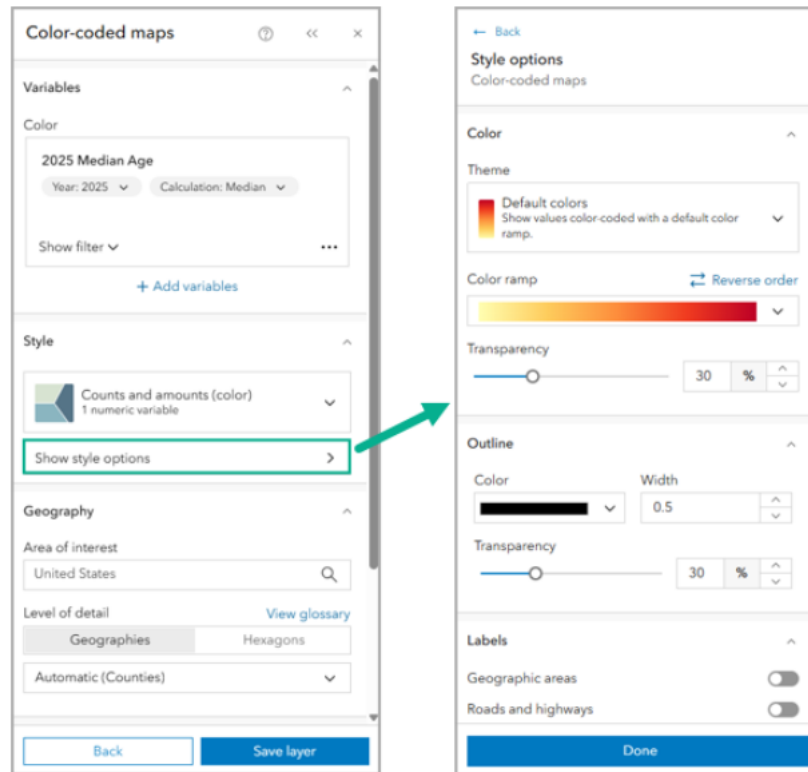 Color-coded maps
Variables
Color
2025 Median Age
Year: 2025
Calculation: Median
Show filter
+ Add variables
Style
Counts and amounts (color)
1 numeric variable
Show style options
Geography
Area of interest
United States
Level of detail
View glossary
Geographies
Hexagons
Automatic (Counties)
Back
Save layer
← Back
Style options
Color-coded maps
Color
Theme
Default colors
Show values color-coded with a default color
ramp.
Color ramp
Reverse order
Transparency
30 %
Outline
Color
Width
0.5
Transparency
30 %
Labels
Geographic areas
Roads and highways
Done